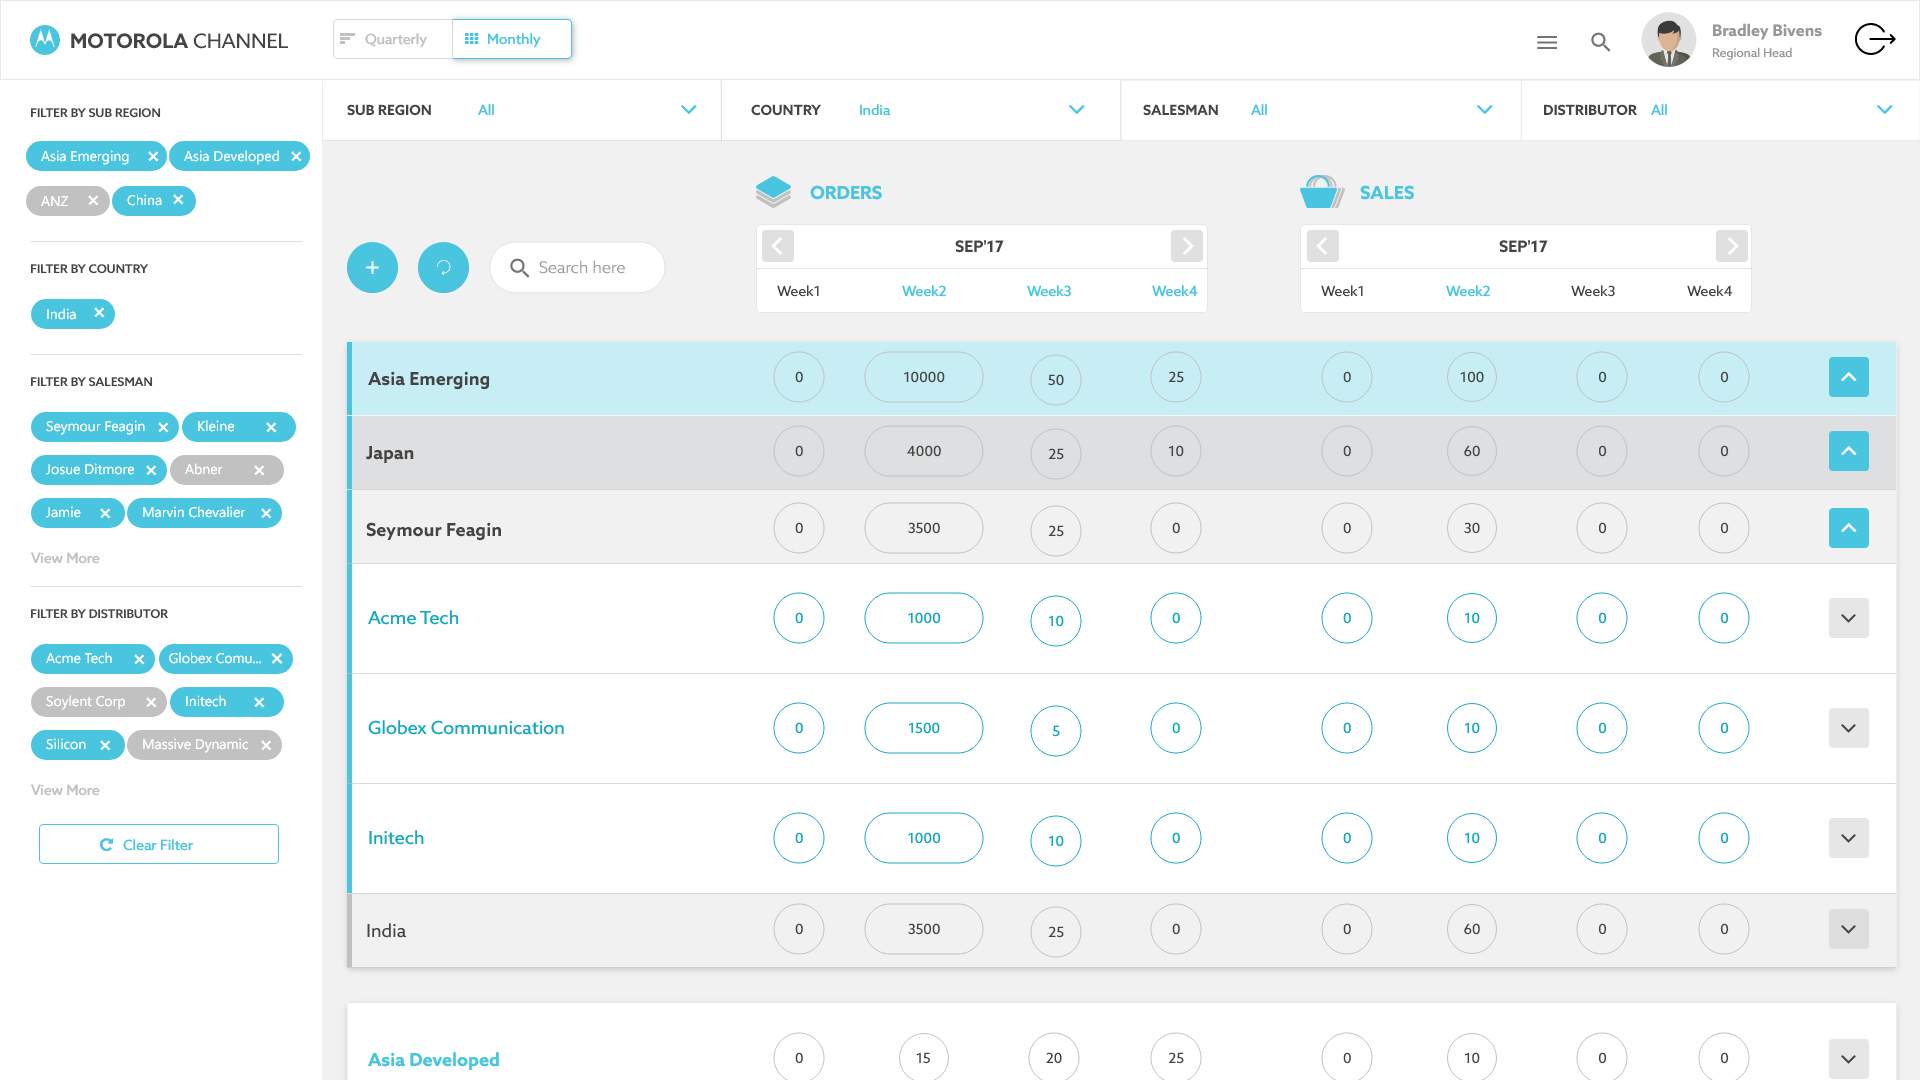 MOTOROLA CHANNEL
Quarterly
Monthly
Bradley Bivens
Regional Head
FILTER BY SUB REGION
Asia Emerging
Asia Developed
ANZ
China
FILTER BY COUNTRY
India
FILTER BY SALESMAN
Seymour Feagin
Kleine
Josue Ditmore
Abner
Jamie
Marvin Chevalier
View More
FILTER BY DISTRIBUTOR
Acme Tech
Globex Comu...
Soylent Corp
Initech
Silicon
Massive Dynamic
View More
Clear Filter
SUB REGION All
COUNTRY India
SALESMAN All
DISTRIBUTOR All
Search here
ORDERS
SEP'17
Week1 Week2 Week3 Week4
SALES
SEP'17
Week1 Week2 Week3 Week4
Asia Emerging 0 10000 50 25 0 100 0 0
Japan 0 4000 25 10 0 60 0 0
Seymour Feagin 0 3500 25 0 0 30 0 0
Acme Tech 0 1000 10 0 0 10 0 0
Globex Communication 0 1500 5 0 0 10 0 0
Initech 0 1000 10 0 0 10 0 0
India 0 3500 25 0 0 60 0 0
Asia Developed 0 15 20 25 0 10 0 0